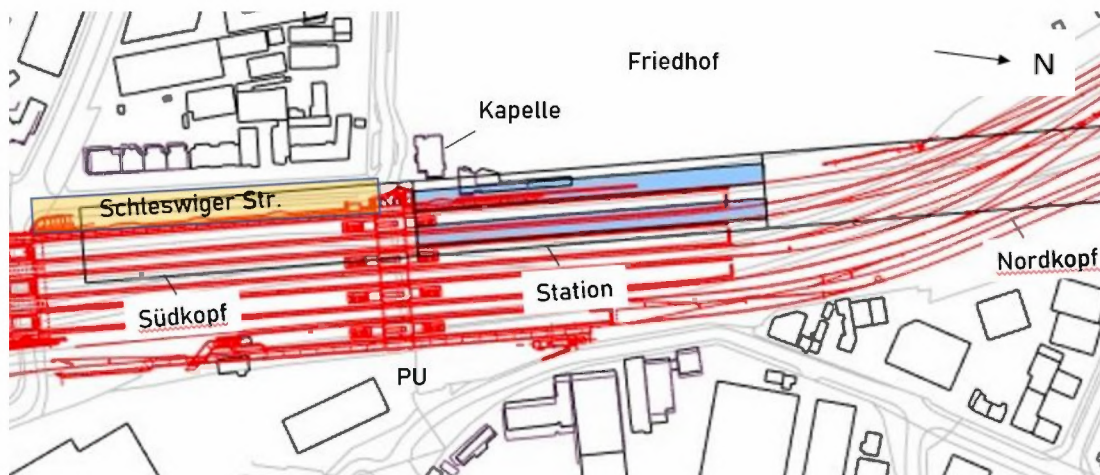 Friedhof
N
Kapelle
Schleswiger Str.
Nordkopf
Station
Südkopf
PU